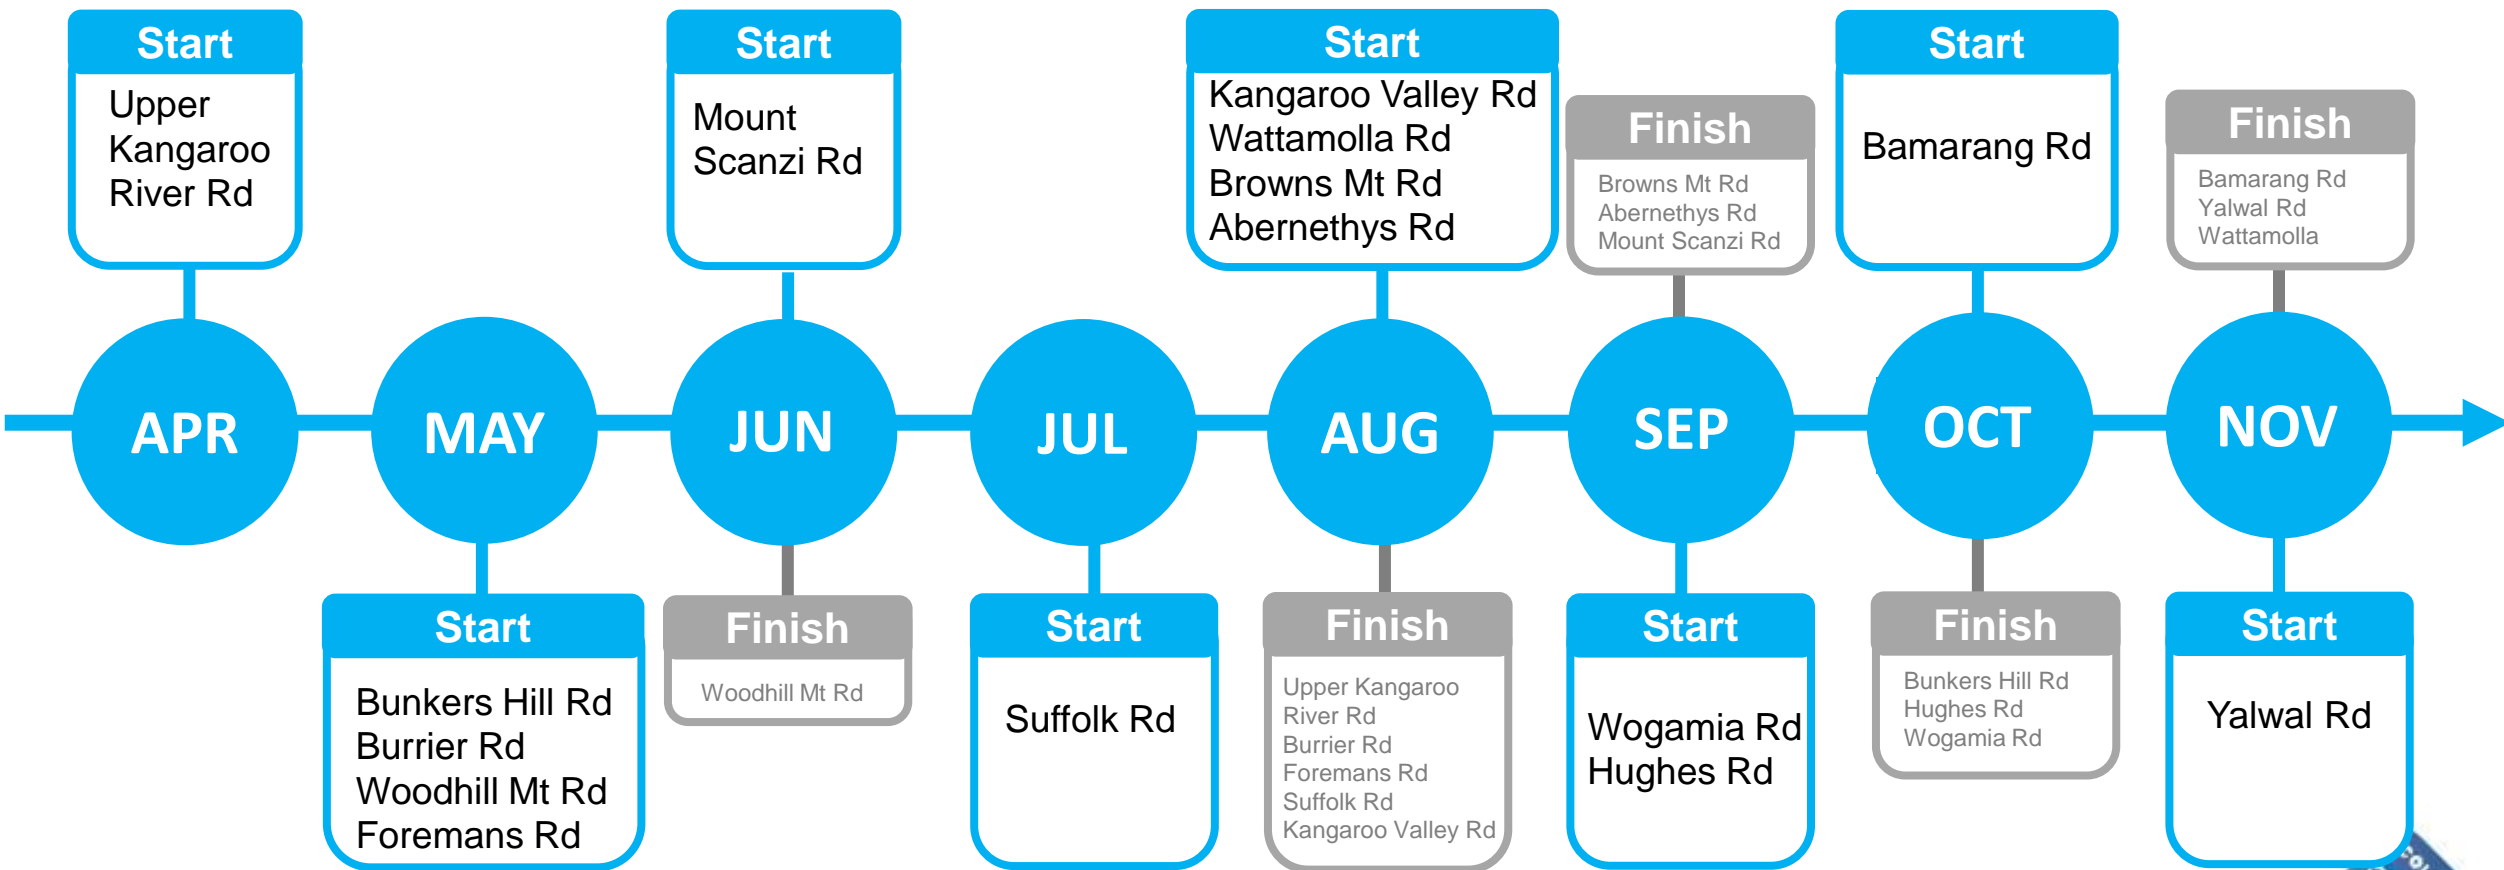 Start
Upper
Kangaroo
River Rd
Start
Mount
Scanzi Rd
Start
Kangaroo Valley Rd
Wattamolla Rd
Browns Mt Rd
Abernethys Rd
Finish
Browns Mt Rd
Abernethys Rd
Mount Scanzi Rd
Start
Bamarang Rd
Finish
Bamarang Rd
Yalwal Rd
Wattamolla
APR
MAY
JUN
JUL
AUG
SEP
OCT
NOV
Start
Bunkers Hill Rd
Burrier Rd
Woodhill Mt Rd
Foremans Rd
Finish
Woodhill Mt Rd
Start
Suffolk Rd
Finish
Upper Kangaroo
River Rd
Burrier Rd
Foremans Rd
Suffolk Rd
Kangaroo Valley Rd
Start
Wogamia Rd
Hughes Rd
Finish
Bunkers Hill Rd
Hughes Rd
Wogamia Rd
Start
Yalwal Rd